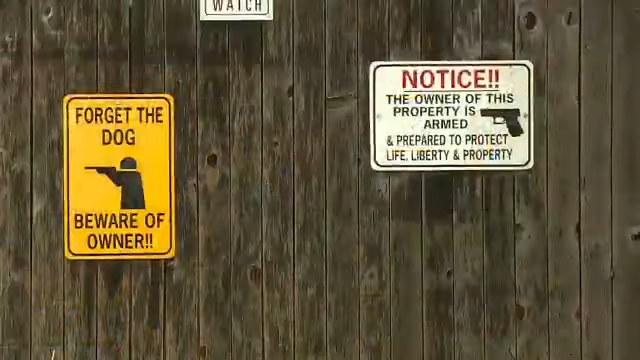 WATCH
FORGET THE
DOG
BEWARE OF
OWNER!!
NOTICE!!
THE OWNER OF THIS
PROPERTY IS
ARMED
& PREPARED TO PROTECT
LIFE, LIBERTY & PROPERTY